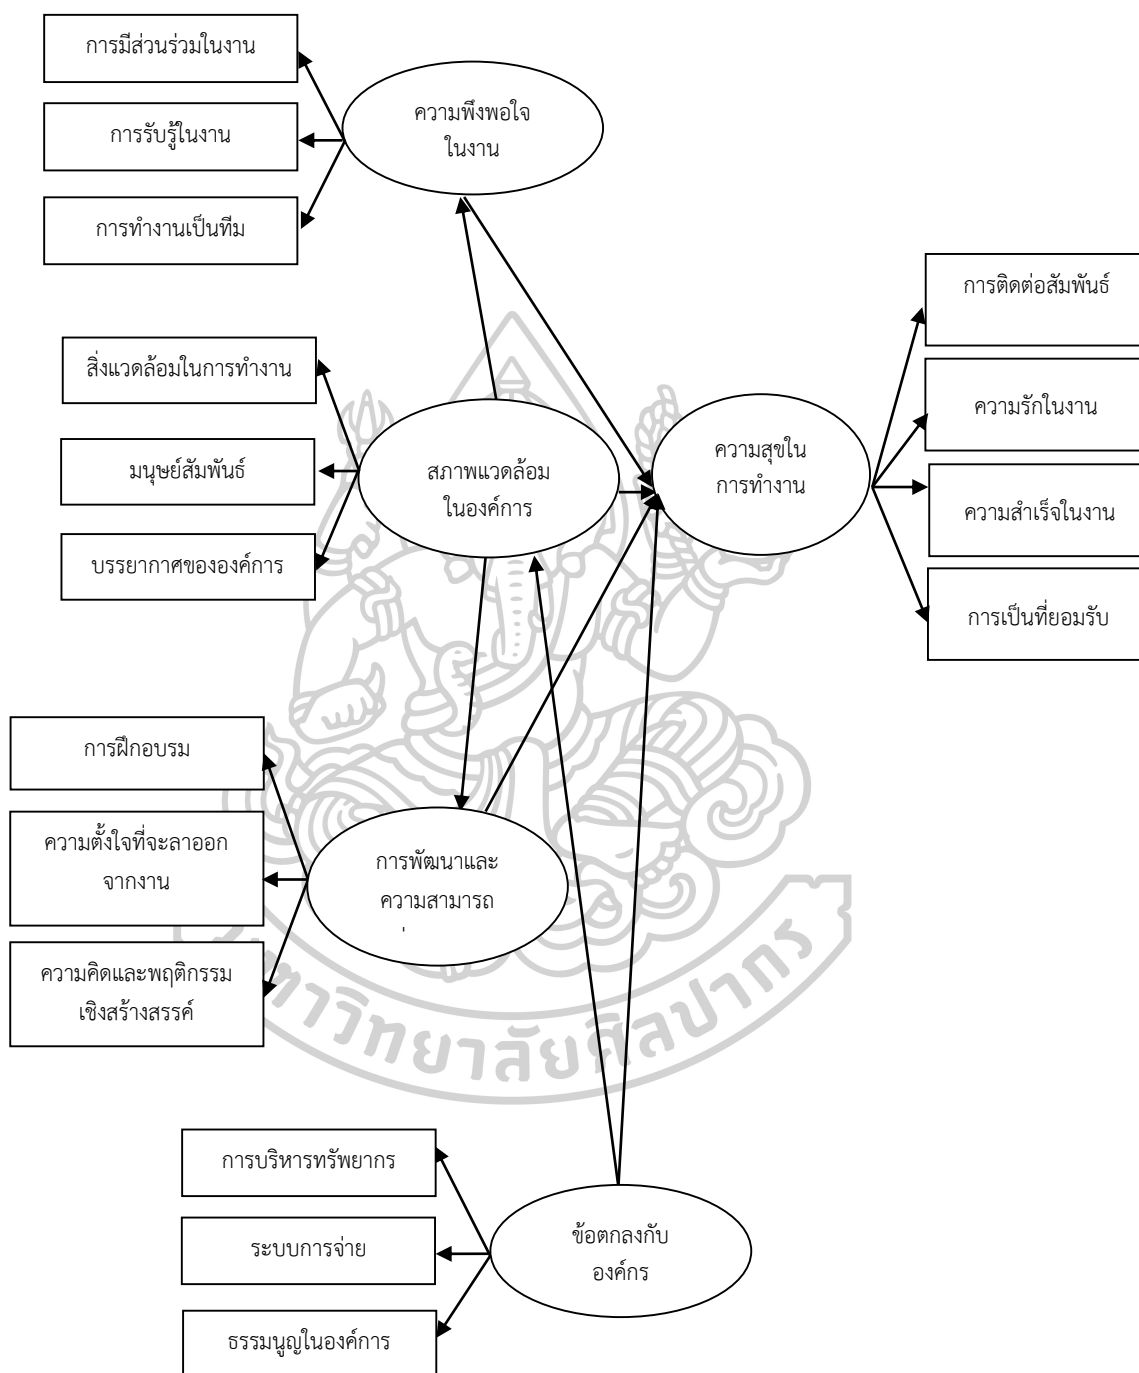 การมีส่วนร่วมในงาน
การรับรู้ในงาน
การทำงานเป็นทีม
ความพึงพอใจ
ในงาน
สิ่งแวดล้อมในการทำงาน
มนุษย์สัมพันธ์
บรรยากาศขององค์การ
สภาพแวดล้อม
ในองค์การ
ความสุขใน
การทำงาน
การติดต่อสัมพันธ์
ความรักในงาน
ความสำเร็จในงาน
การเป็นที่ยอมรับ
การฝึกอบรม
ความตั้งใจที่จะลาออก
จากงาน
ความคิดและพฤติกรรม
เชิงสร้างสรรค์
การพัฒนาและ
ความสามารถ
การบริหารทรัพยากร
ระบบการจ่าย
ธรรมนูญในองค์การ
ข้อตกลงกับ
องค์กร